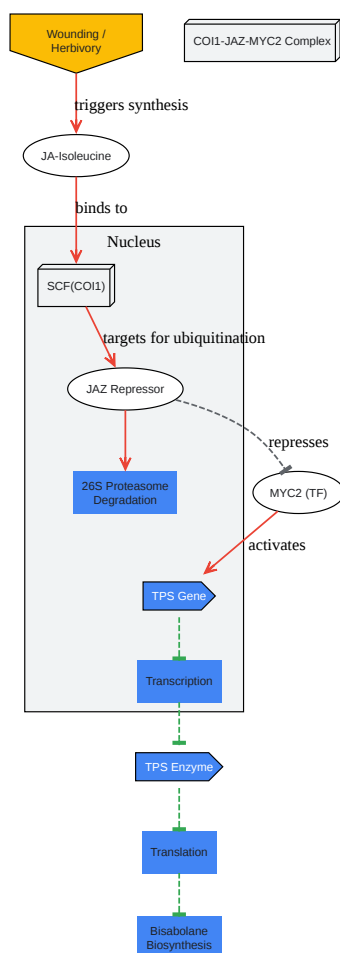 Wounding /
Herbivory
COI1-JAZ-MYC2 Complex
triggers synthesis
JA-Isoleucine
binds to
Nucleus
SCF(COI1)
targets for ubiquitination
JAZ Repressor
represses
26S Proteasome
Degradation
MYC2 (TF)
activates
TPS Gene
Transcription
TPS Enzyme
Translation
Bisabolane
Biosynthesis